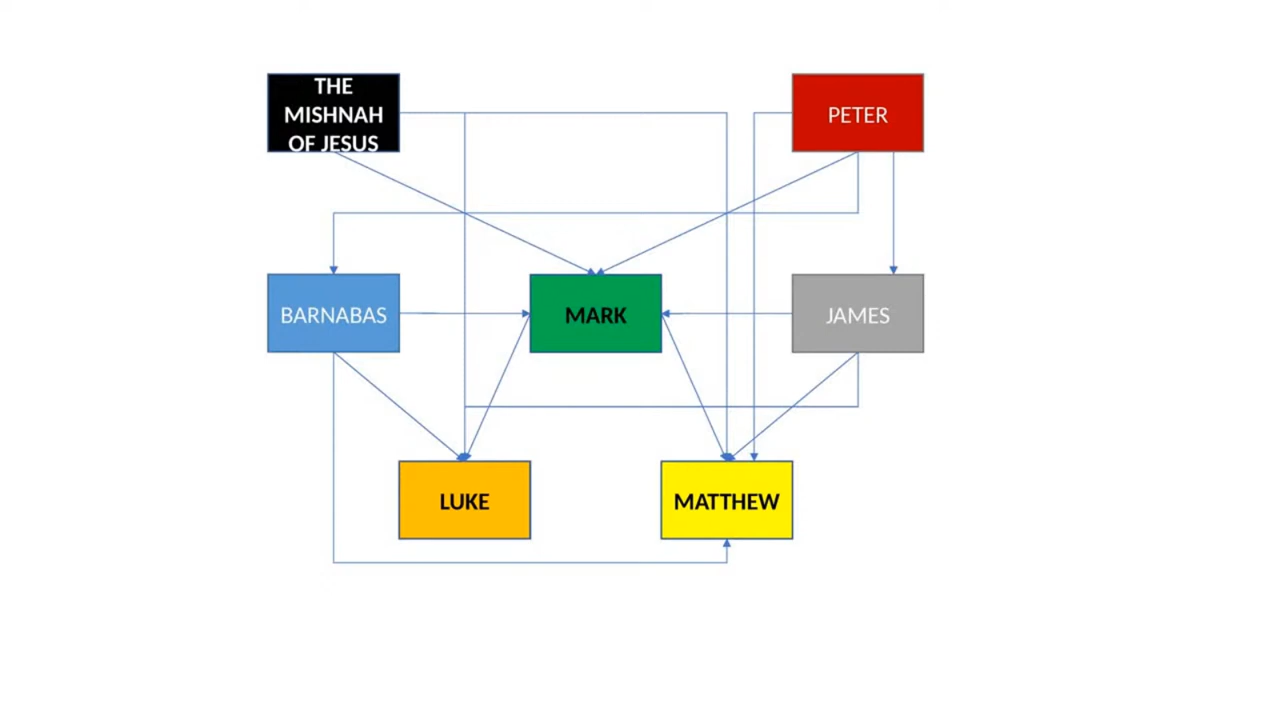 THE
MISHNAH
OF JESUS
PETER
BARNABAS
MARK
JAMES
LUKE
MATTHEW